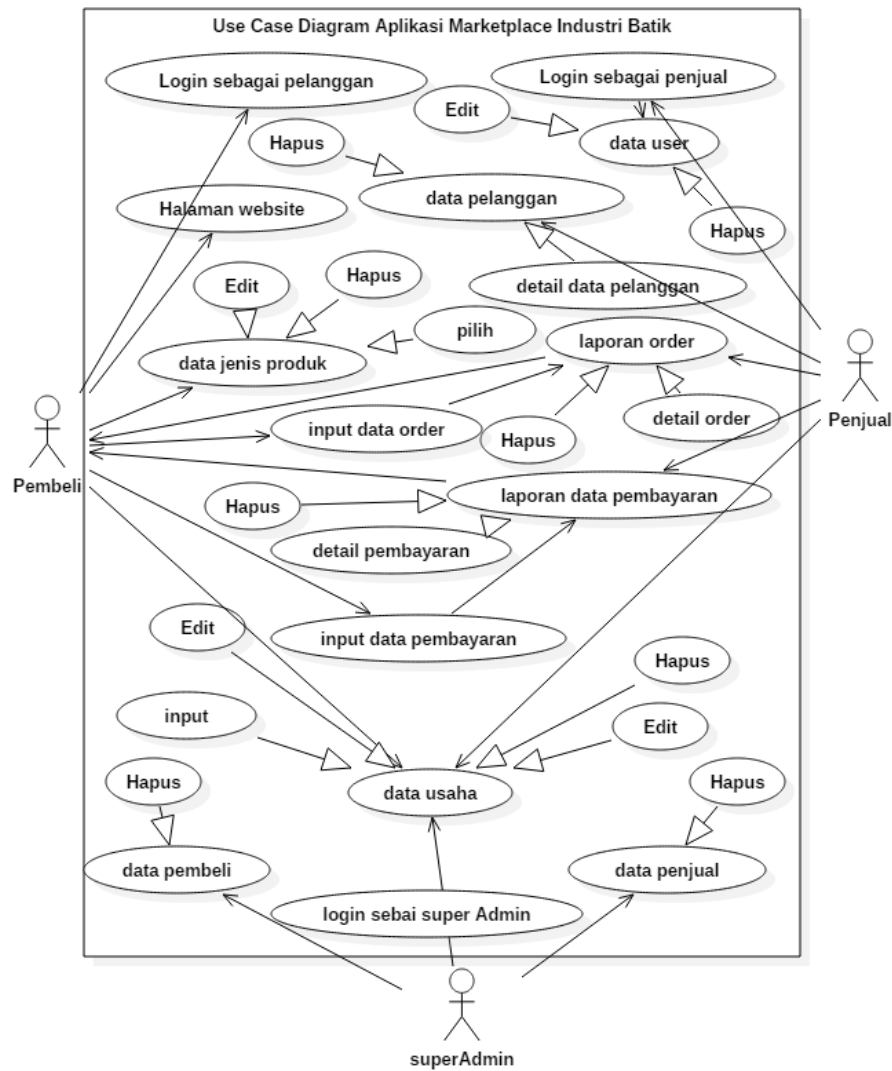 Use Case Diagram Aplikasi Marketplace Industri Batik
Login sebagai pelanggan
Login sebagai penjual
Edit
Hapus
data user
data pelanggan
Halaman website
Hapus
Edit
Hapus
detail data pelanggan
pilih
laporan order
data jenis produk
Penjual
detail order
input data order
Hapus
Pembeli
laporan data pembayaran
Hapus
detail pembayaran
Edit
input data pembayaran
Hapus
input
Edit
Hapus
data usaha
Hapus
data pembeli
data penjual
login sebai super Admin
superAdmin